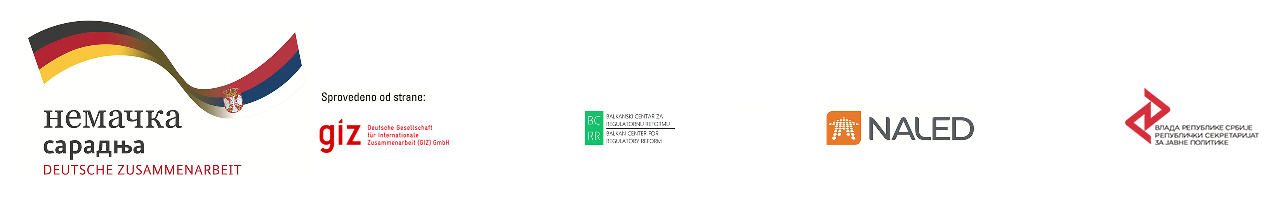 немачка
сарадња
DEUTSCHE ZUSAMMENARBEIT
Sprovedeno od strane:
giz
Deutsche Gesellschaft
für Internationale
Zusammenarbeit (GIZ) GmbH
BC
RR
BALKANSKI CENTAR ZA
REGULATORNU REFORMU
BALKAN CENTER FOR
REGULATORY REFORM
NALED
ВЛАДА РЕПУБЛИКЕ СРБИЈЕ
РЕПУБЛИЧКИ СЕКРЕТАРИЈАТ
ЗА ЈАВНЕ ПОЛИТИКЕ